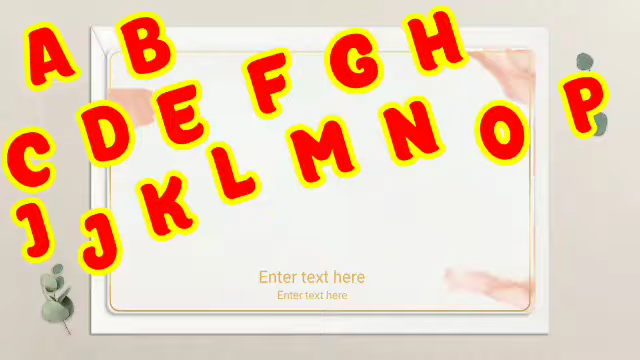 A B F G H
C D E L M N O P
J J K
Enter text here
Enter text here